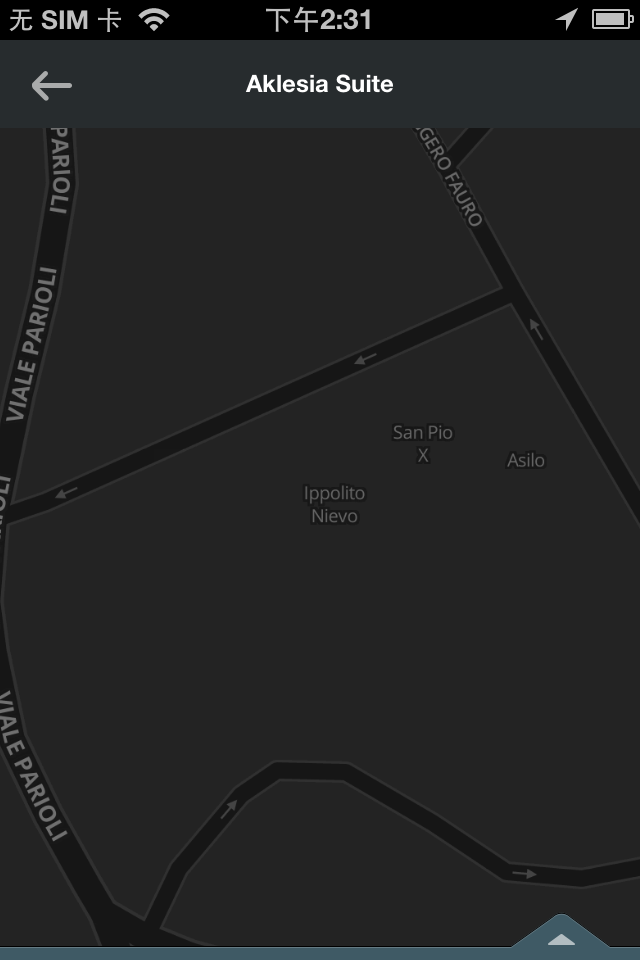 无 SIM 卡
下午2:31
Aklesia Suite
PARIOLI
GERO FAURO
VIALE PARIOLI
San Pio
X
Asilo
Ippolito
Nievo
VIALE PARIOLI